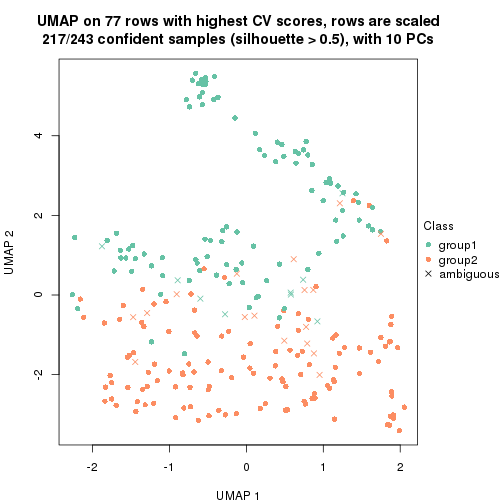 UMAP on 77 rows with highest CV scores, rows are scaled
217/243 confident samples (silhouette > 0.5), with 10 PCs
UMAP 2
4
2
0
-2
-2
-1
0
1
2
UMAP 1
Class
group1
group2
ambiguous